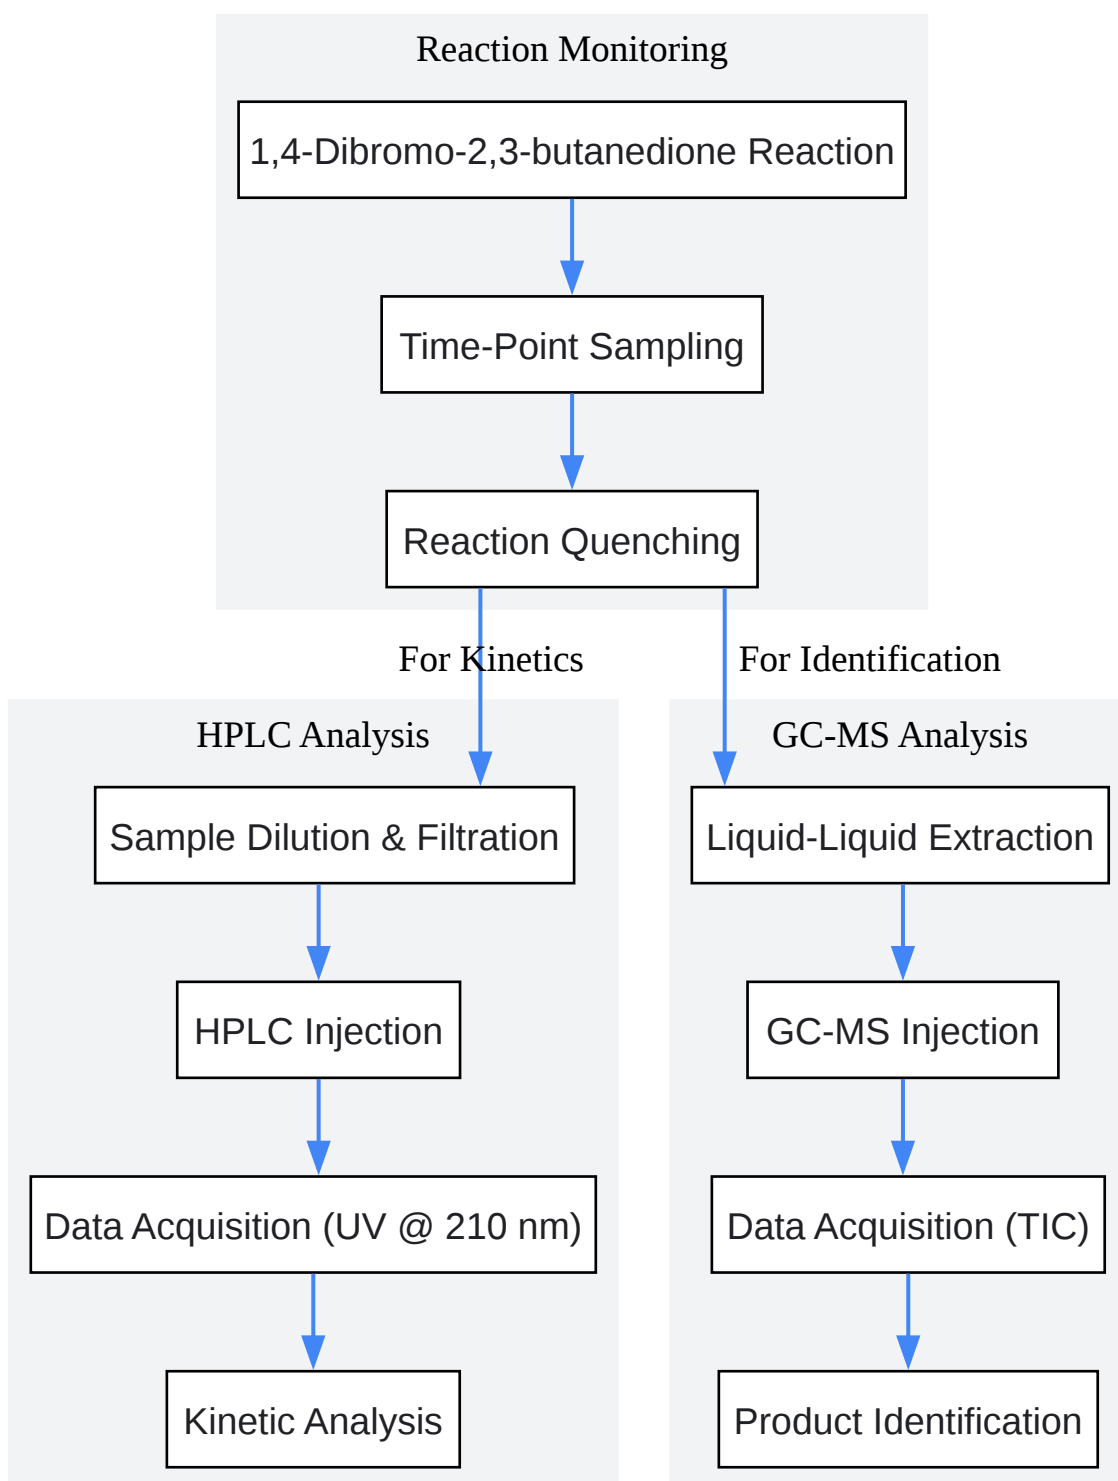 Reaction Monitoring
1,4-Dibromo-2,3-butanedione Reaction
Time-Point Sampling
Reaction Quenching
For Kinetics
For Identification
HPLC Analysis
Sample Dilution & Filtration
HPLC Injection
Data Acquisition (UV @ 210 nm)
Kinetic Analysis
GC-MS Analysis
Liquid-Liquid Extraction
GC-MS Injection
Data Acquisition (TIC)
Product Identification